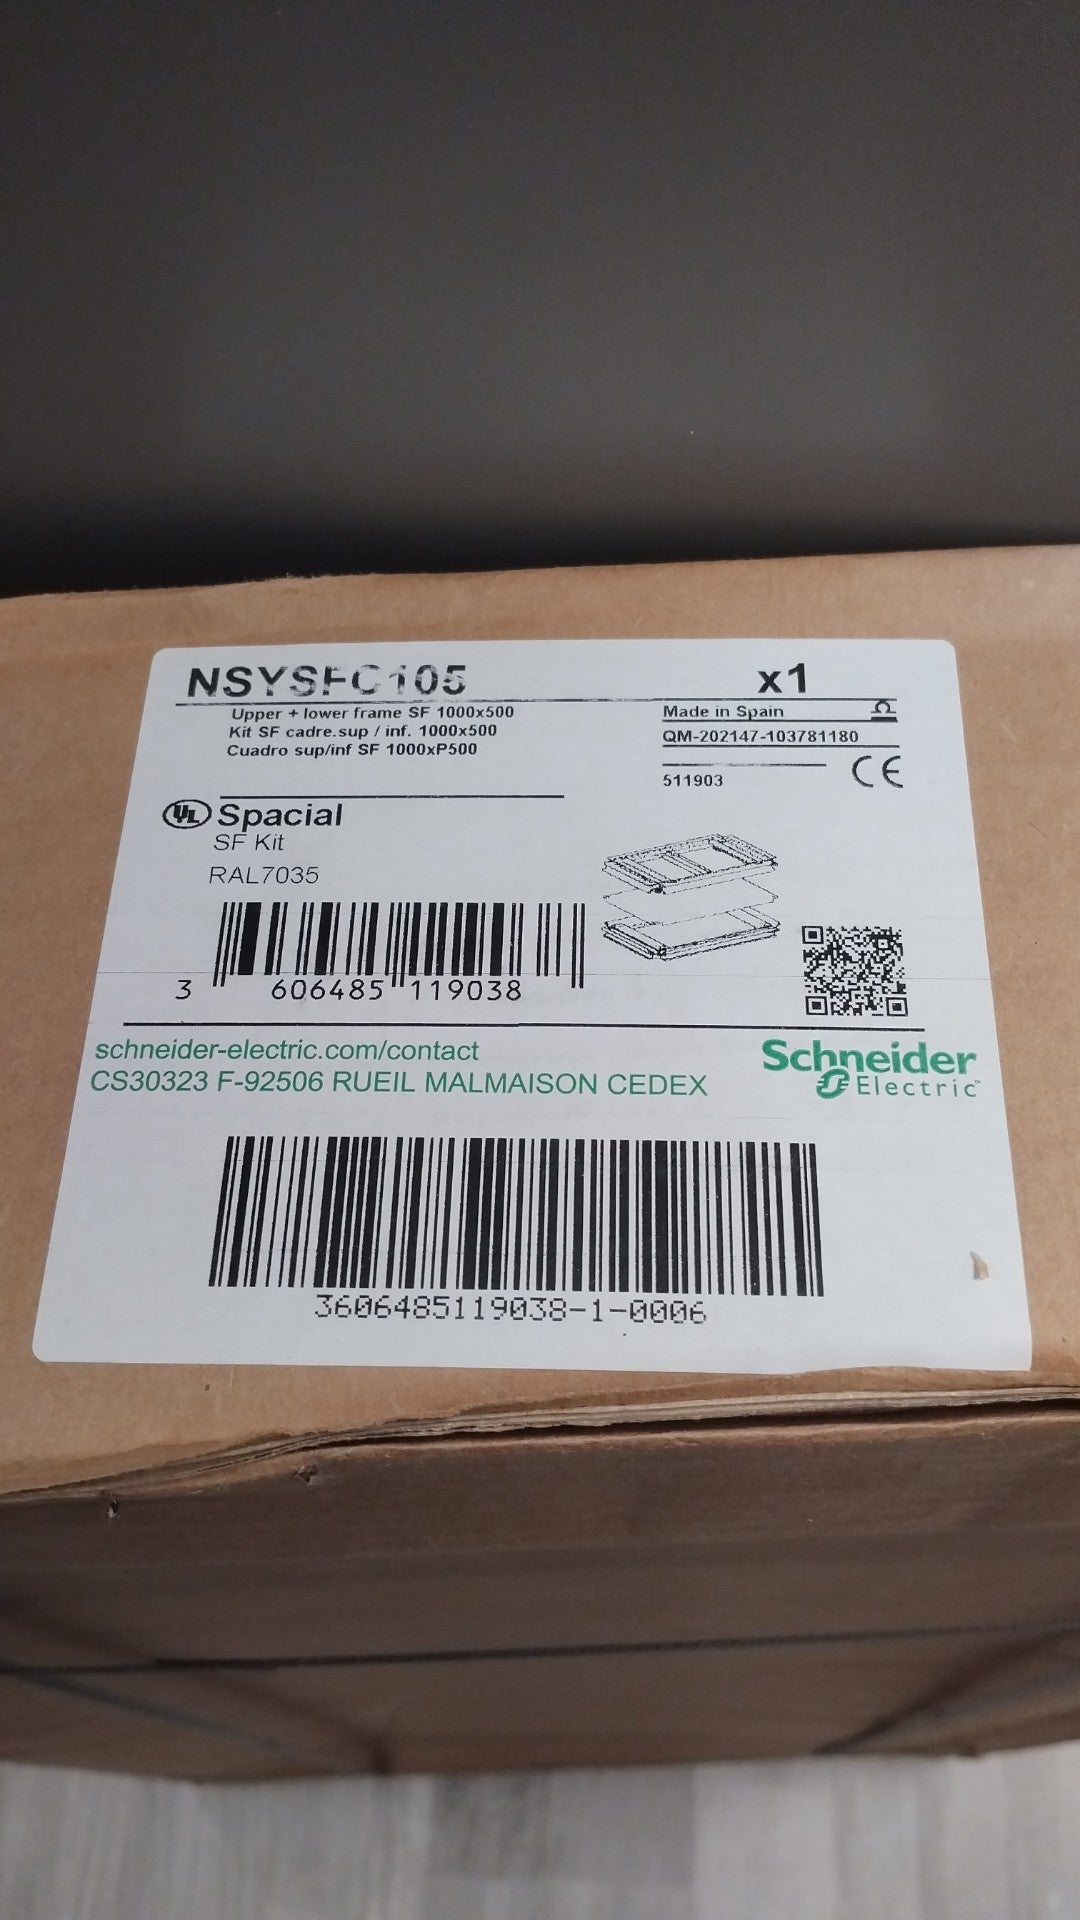 NSYSFC105
x1
Upper + lower frame SF 1000x500
Kit SF cadre.sup / inf. 1000x500
Cuadro sup/inf SF 1000xP500
Made in Spain
QM-202147-103781180
511903
CE
UL
Spacial
SF Kit
RAL7035
3 606485 119038
schneider-electric.com/contact
CS30323 F-92506 RUEIL MALMAISON CEDEX
Schneider
Electric™
3606485119038-1-0006